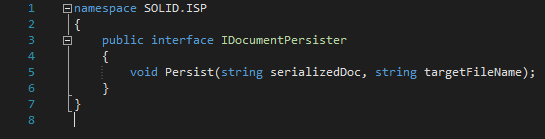 1 namespace SOLID.ISP
2 {
3 public interface IDocumentPersister
4 {
5 void Persist(string serializedDoc, string targetFileName);
6 }
7 }
8